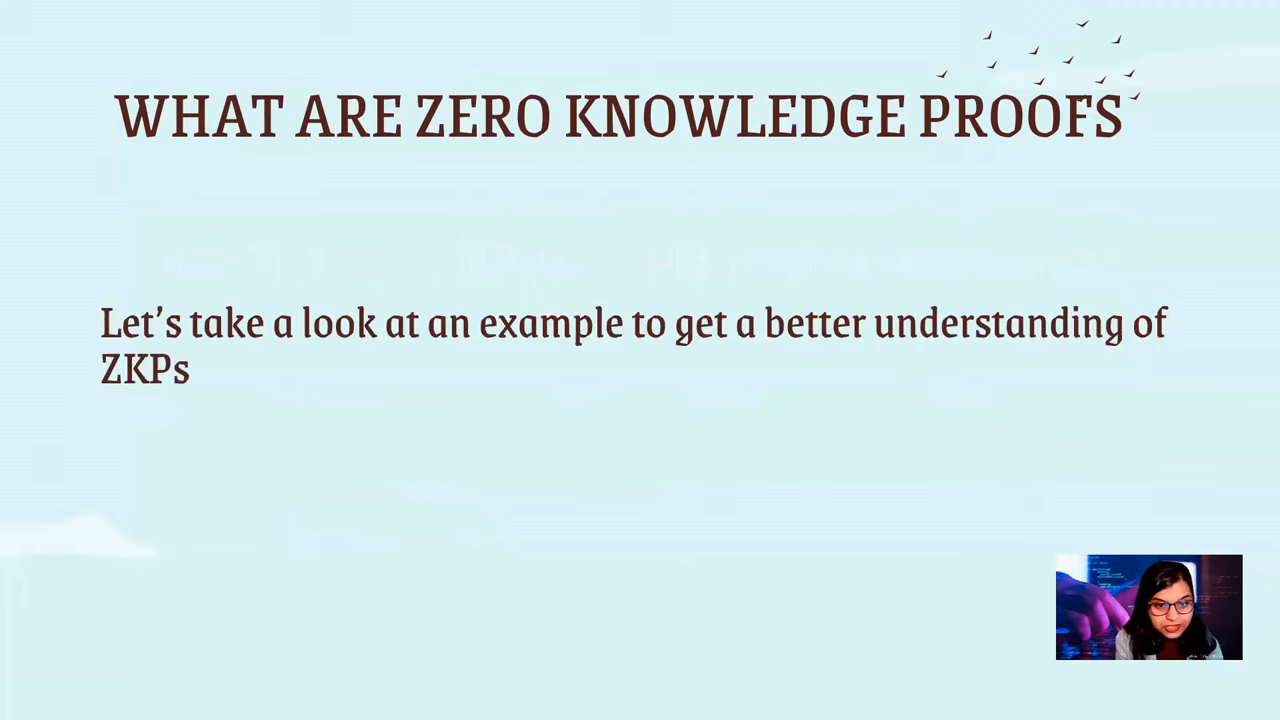 WHAT ARE ZERO KNOWLEDGE PROOFS
Let’s take a look at an example to get a better understanding of
ZKPs